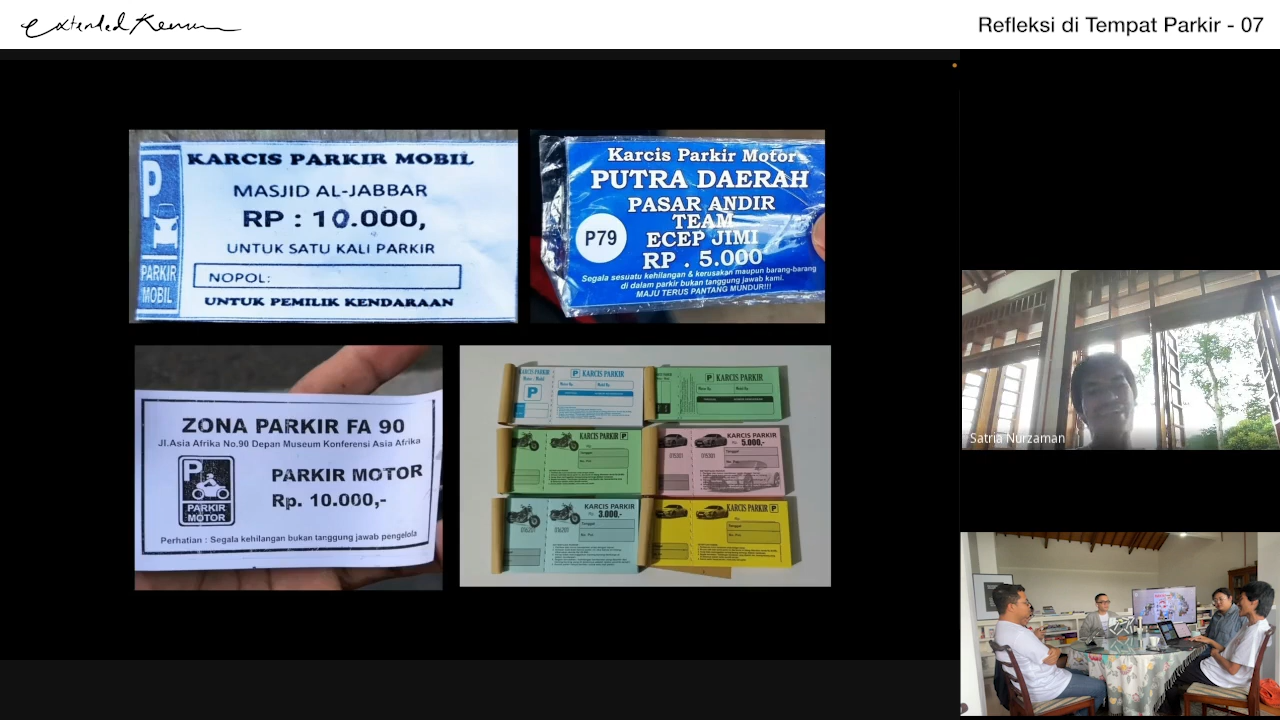 Extended Kenun
Refleksi di Tempat Parkir - 07
KARCIS PARKIR MOBIL
MASJID AL-JABBAR
RP : 10.000,
UNTUK SATU KALI PARKIR
NOPOL:
UNTUK PEMILIK KENDARAAN
P
PARKIR
MOBIL
Karcis Parkir Motor
PUTRA DAERAH
PASAR ANDIR
TEAM
ECEP JIMI
RP . 5.000
P79
Segala sesuatu kehilangan & kerusakan maupun barang-barang
di dalam parkir bukan tanggung jawab kami.
MAJU TERUS PANTANG MUNDUR!!!
ZONA PARKIR FA 90
Jl.Asia Afrika No.90 Depan Museum Konferensi Asia Afrika
P
PARKIR
MOTOR
PARKIR MOTOR
Rp. 10.000,-
Perhatian : Segala kehilangan bukan tanggung jawab pengelola
P KARCIS PARKIR
P
P KARCIS PARKIR
KARCIS PARKIR P
KARCIS PARKIR
5.000,-
KARCIS PARKIR
3.000,-
KARCIS PARKIR P
Satria Nurzaman